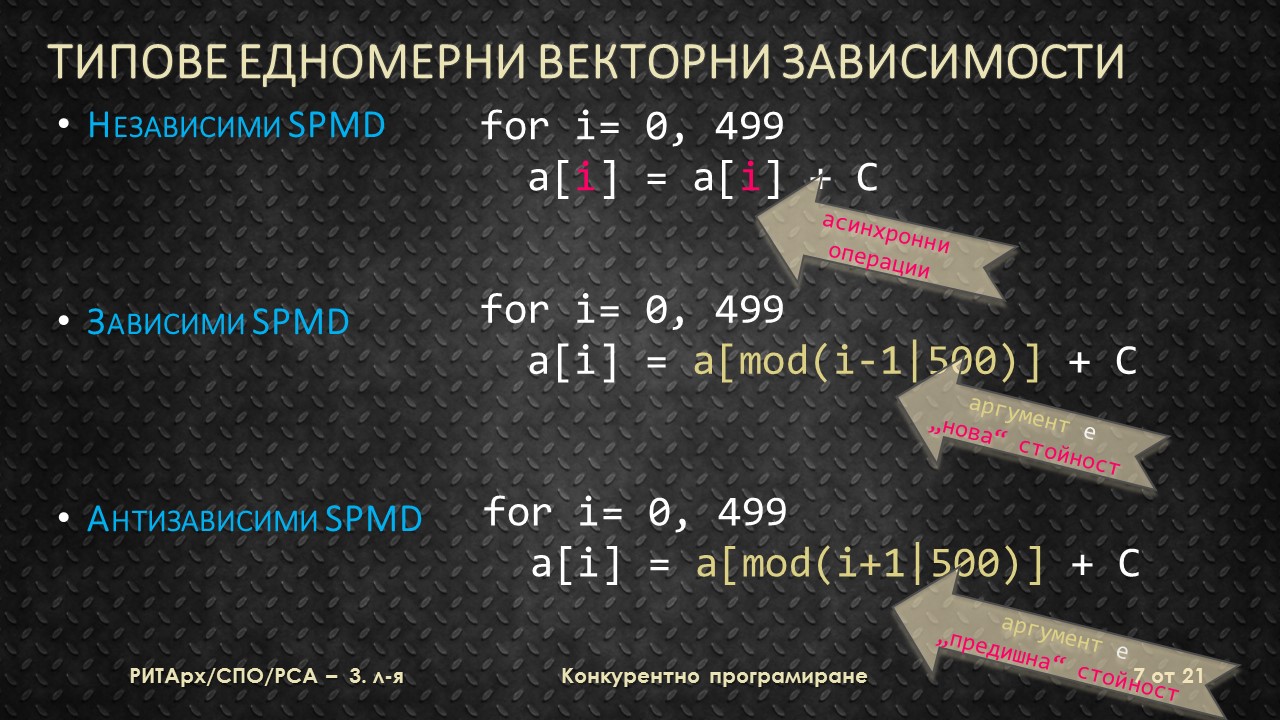 ТИПОВЕ ЕДНОМЕРНИ ВЕКТОРНИ ЗАВИСИМОСТИ
• НЕЗАВИСИМИ SPMD
for i= 0, 499
a[i] = a[i] + C
асинхронни
операции
• ЗАВИСИМИ SPMD
for i= 0, 499
a[i] = a[mod(i-1|500)] + C
аргумент е
„нова“ стойност
• АНТИЗАВИСИМИ SPMD
for i= 0, 499
a[i] = a[mod(i+1|500)] + C
аргумент е
„предишна“ стойност
РИТАрх/СПО/РСА – 3. л-я
Конкурентно програмиране
7 от 21